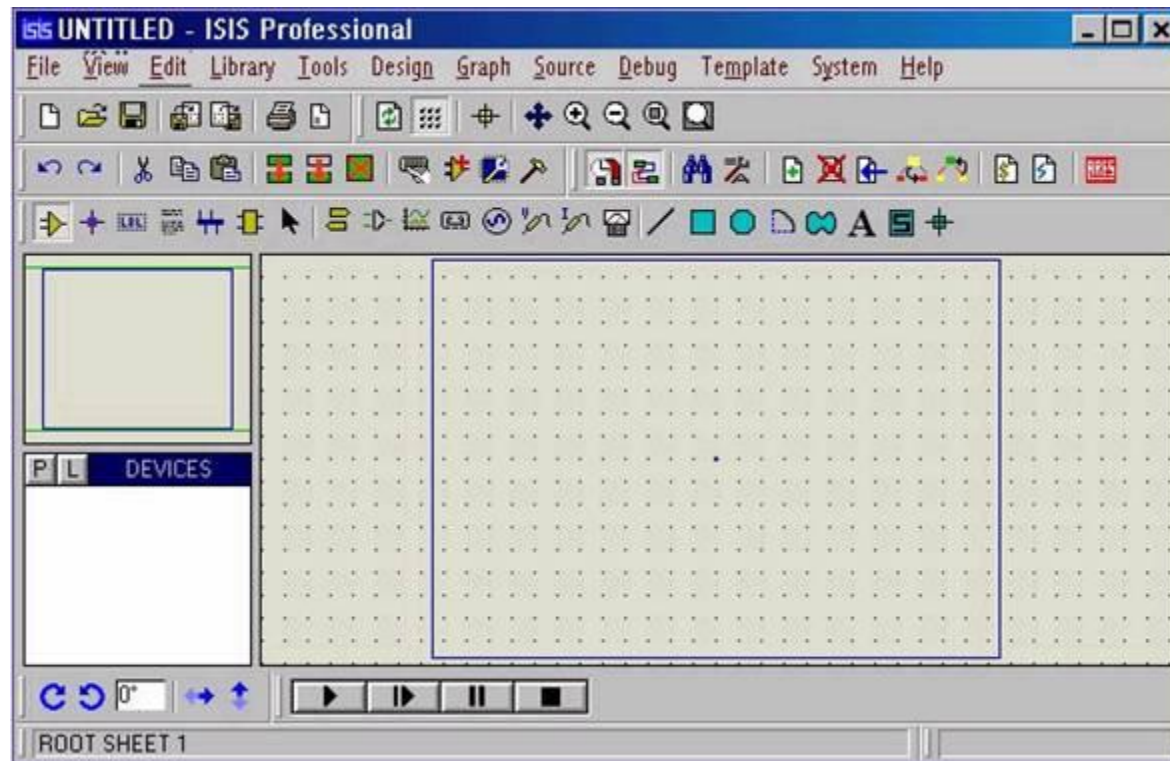 isis UNTITLED - ISIS Professional
File View Edit Library Tools Design Graph Source Debug Template System Help
LBL
A
P L DEVICES
0°
ROOT SHEET 1